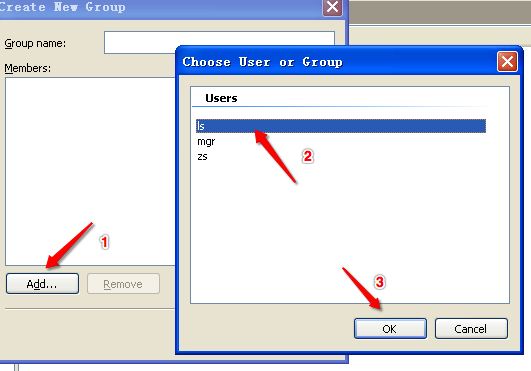 Create New Group
Group name:
Members:
Add...
Remove
1
Choose User or Group
Users
ls
mgr
zs
2
3
OK
Cancel